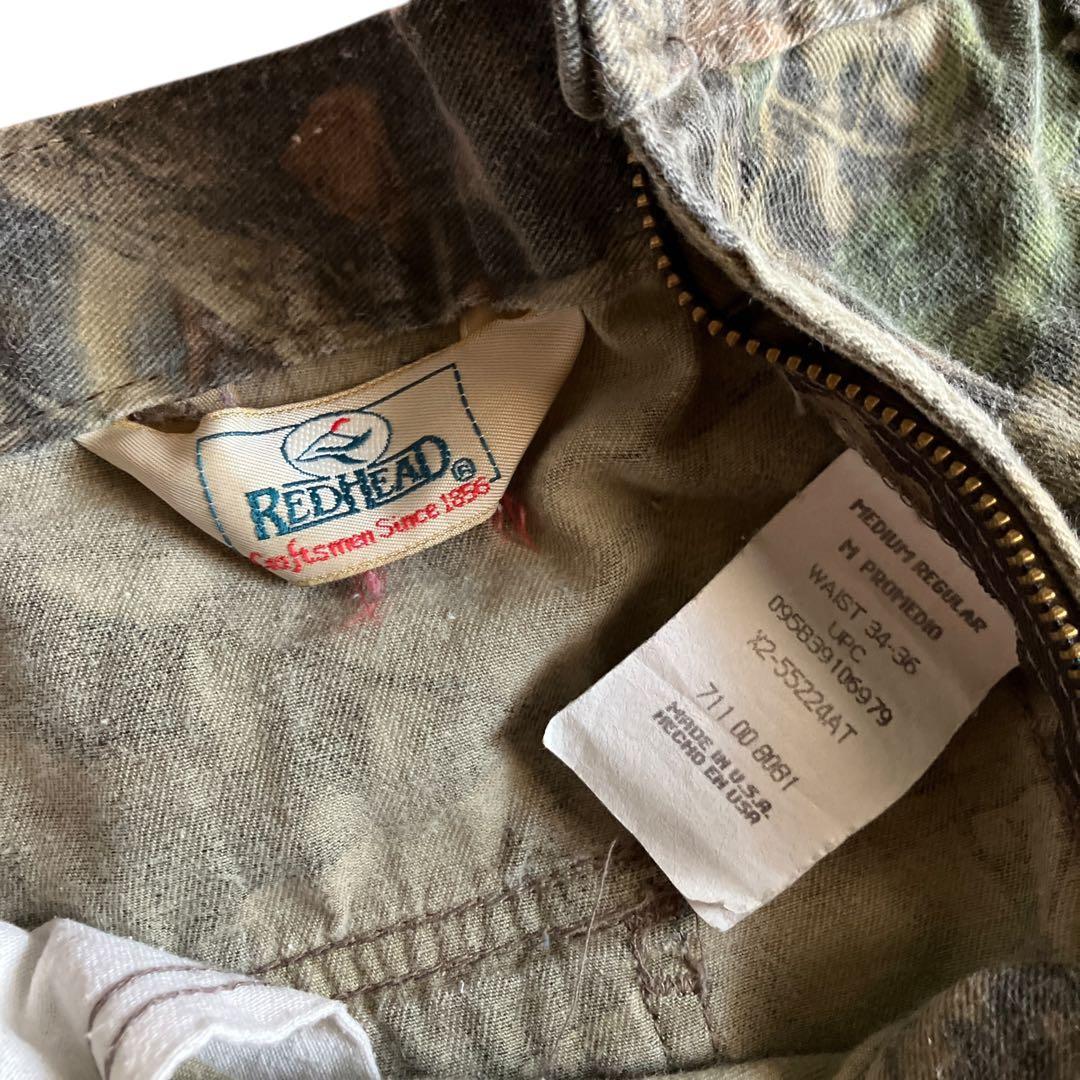 REDHEAD®
Craftsmen Since 1856
MEDIUM REGULAR
M PROMEDIO
WAIST 34-36
UPC
095839106979
X2-55224AT
711 00 8081
MADE IN U.S.A.
HECHO EN USA